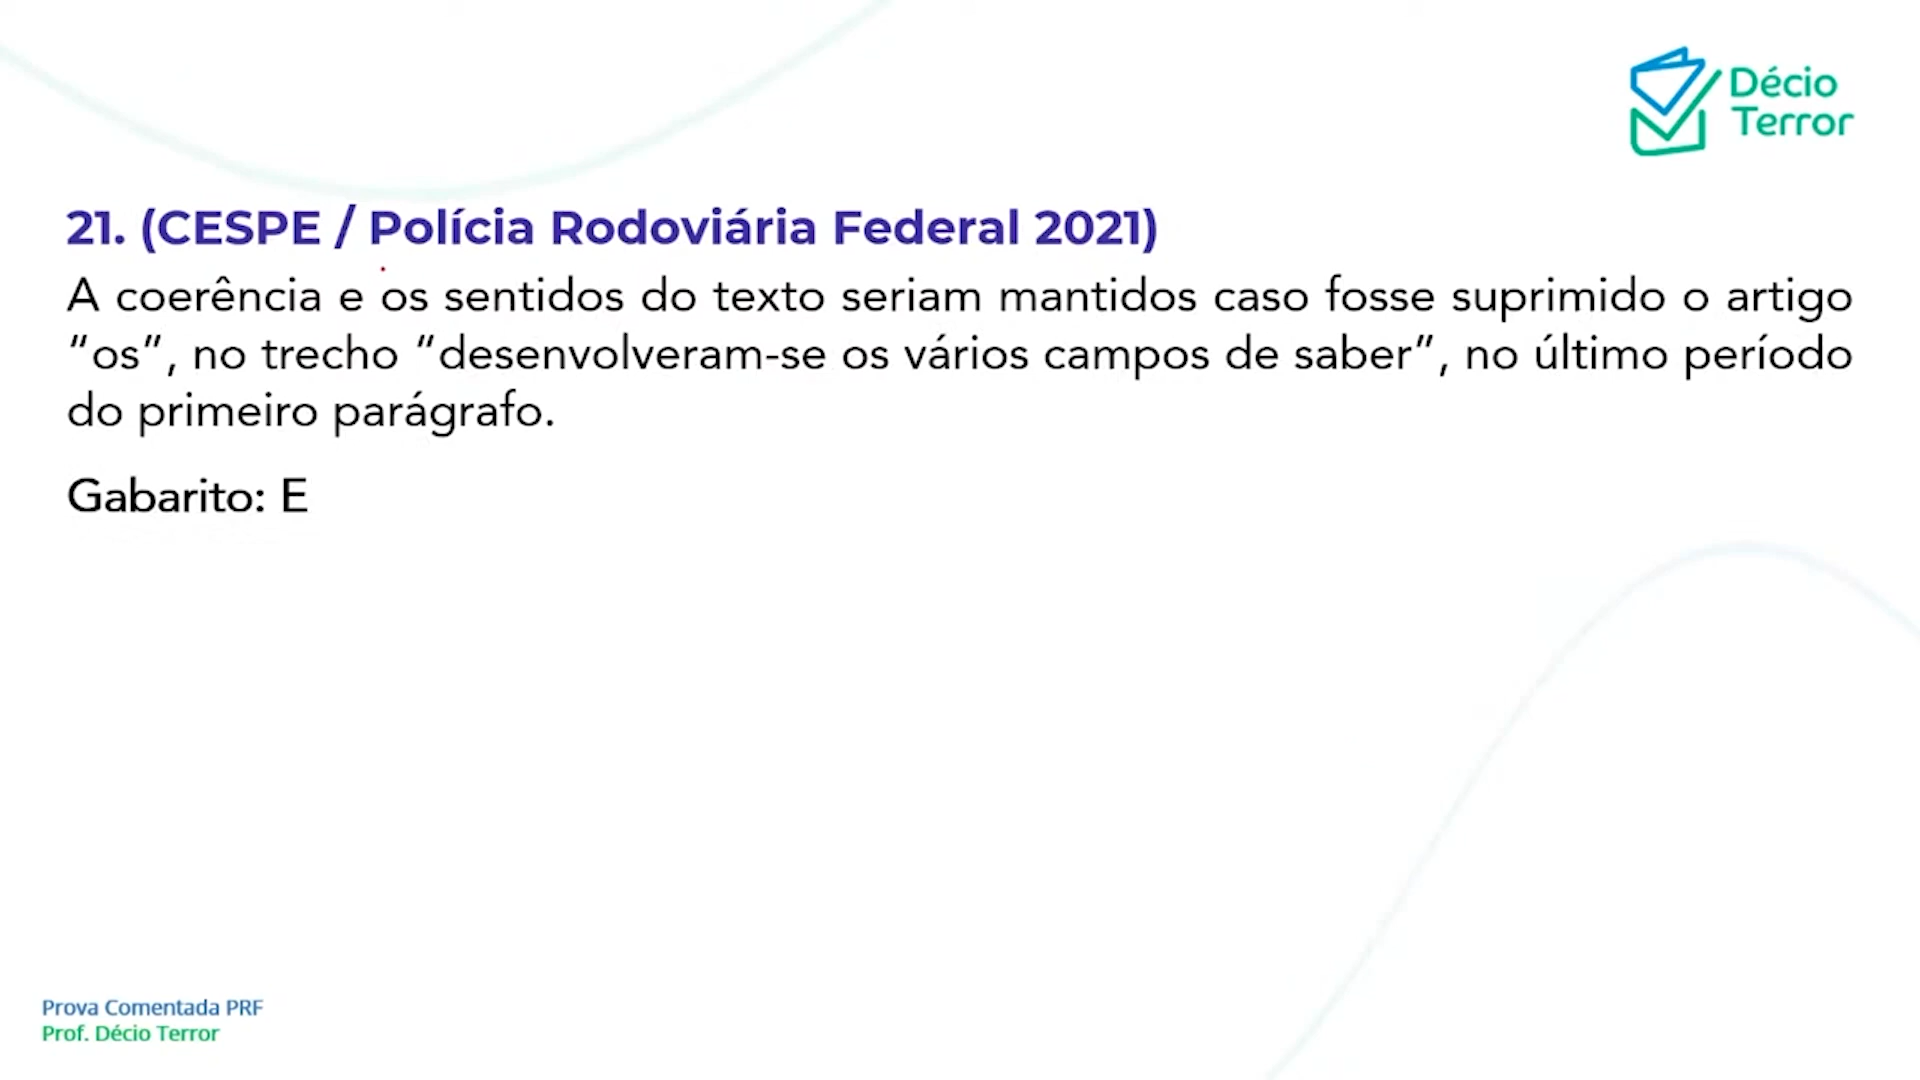 Décio
Terror
21. (CESPE / Polícia Rodoviária Federal 2021)
A coerência e os sentidos do texto seriam mantidos caso fosse suprimido o artigo
“os”, no trecho “desenvolveram-se os vários campos de saber”, no último período
do primeiro parágrafo.
Gabarito: E
Prova Comentada PRF
Prof. Décio Terror